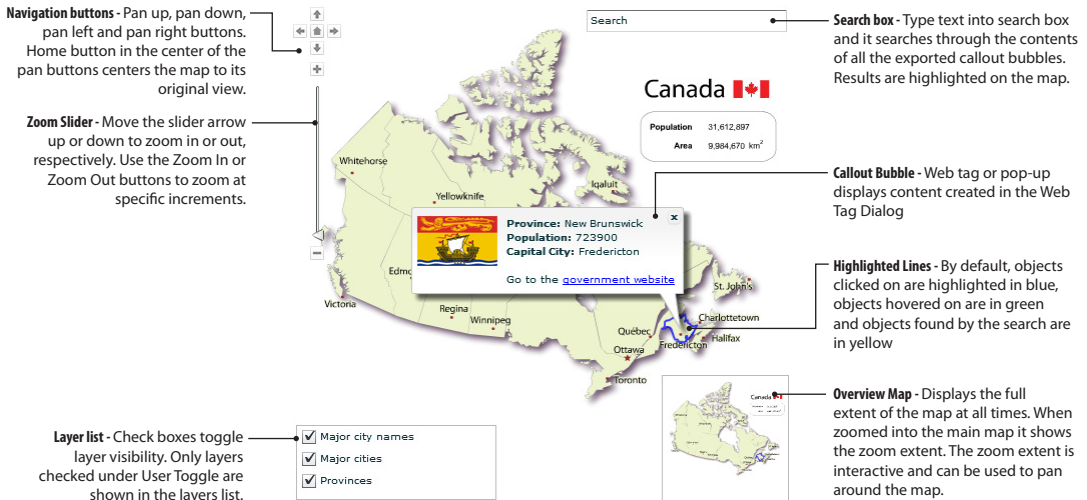 Navigation buttons - Pan up, pan down,
pan left and pan right buttons.
Home button in the center of the
pan buttons centers the map to its
original view.
Zoom Slider - Move the slider arrow
up or down to zoom in or out,
respectively. Use the Zoom In or
Zoom Out buttons to zoom at
specific increments.
Layer list - Check boxes toggle
layer visibility. Only layers
checked under User Toggle are
shown in the layers list.
Search
Canada
Population 31,612,897
Area 9,984,670 km²
Whitehorse
Yellowknife
Iqaluit
Province: New Brunswick
Population: 723900
Capital City: Fredericton
Go to the government website
x
Edmo
Victoria
Regina
Winnipeg
Québec
Ottawa
Toronto
Fredericton
Halifax
Charlottetown
St. John's
Major city names
Major cities
Provinces
Canada
Search box - Type text into search box
and it searches through the contents
of all the exported callout bubbles.
Results are highlighted on the map.
Callout Bubble - Web tag or pop-up
displays content created in the Web
Tag Dialog
Highlighted Lines - By default, objects
clicked on are highlighted in blue,
objects hovered on are in green
and objects found by the search are
in yellow
Overview Map - Displays the full
extent of the map at all times. When
zoomed into the main map it shows
the zoom extent. The zoom extent is
interactive and can be used to pan
around the map.